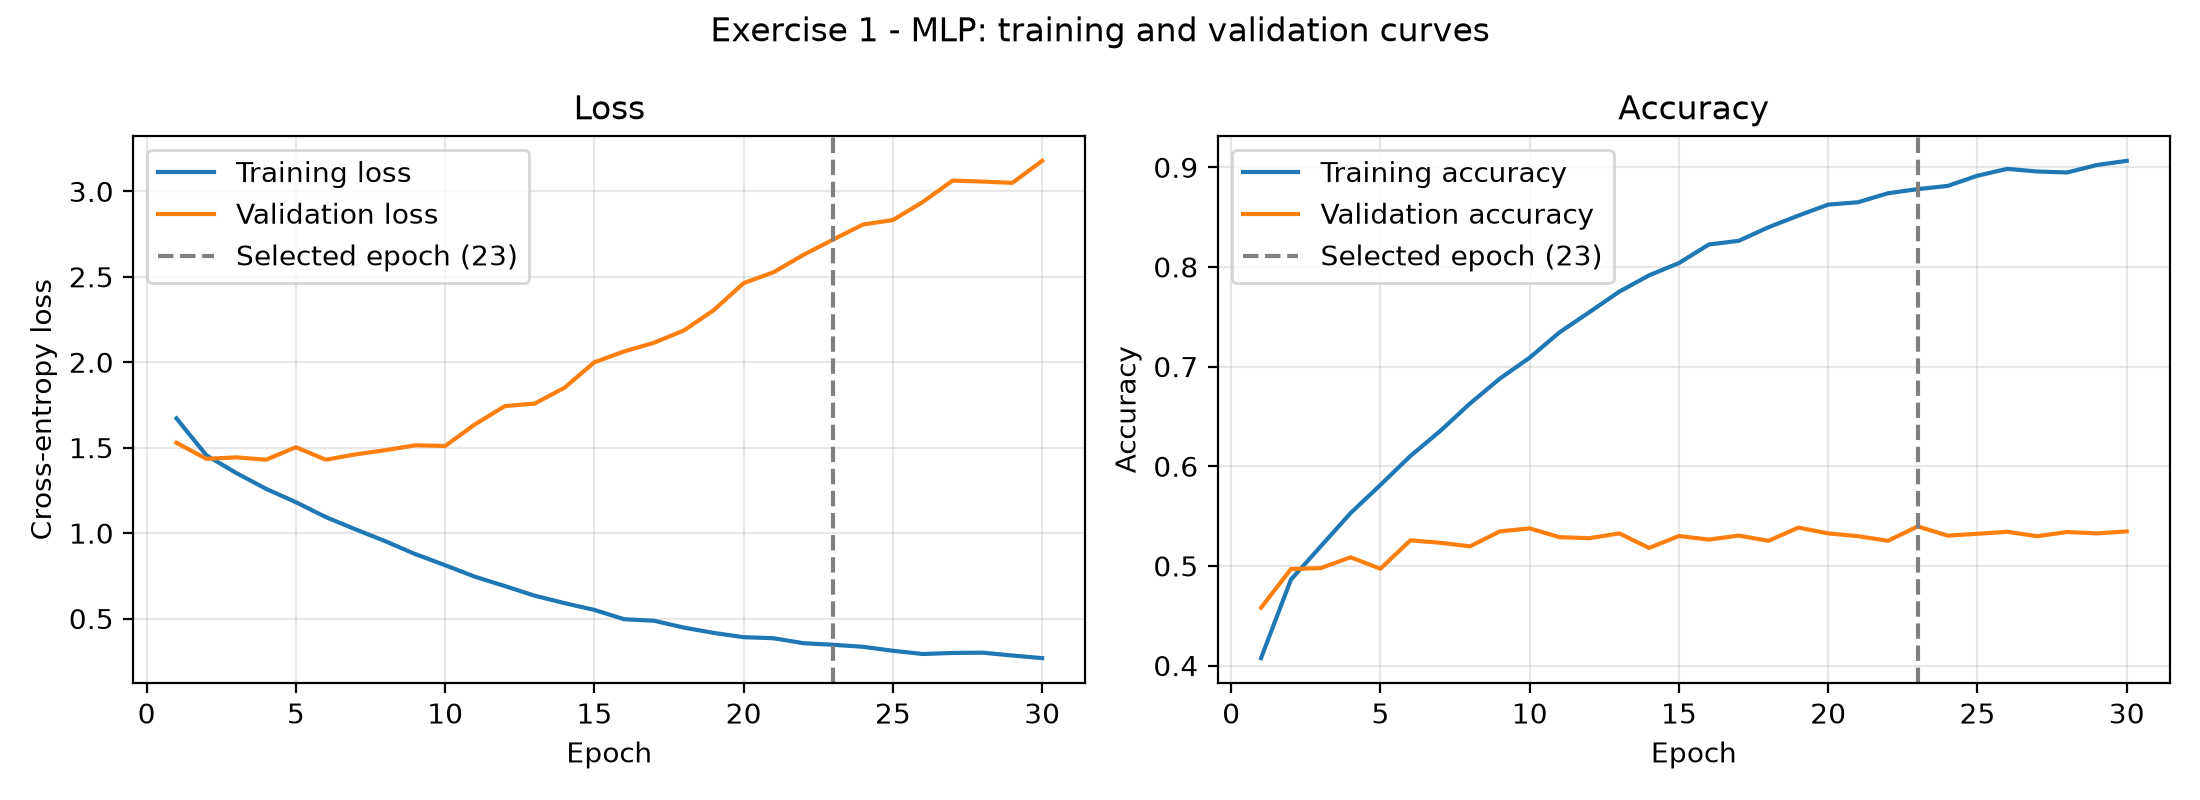 Exercise 1 - MLP: training and validation curves
Loss
Training loss
Validation loss
Selected epoch (23)
Cross-entropy loss
3.0
2.5
2.0
1.5
1.0
0.5
0 5 10 15 20 25 30
Epoch
Accuracy
Training accuracy
Validation accuracy
Selected epoch (23)
Accuracy
0.9
0.8
0.7
0.6
0.5
0.4
0 5 10 15 20 25 30
Epoch